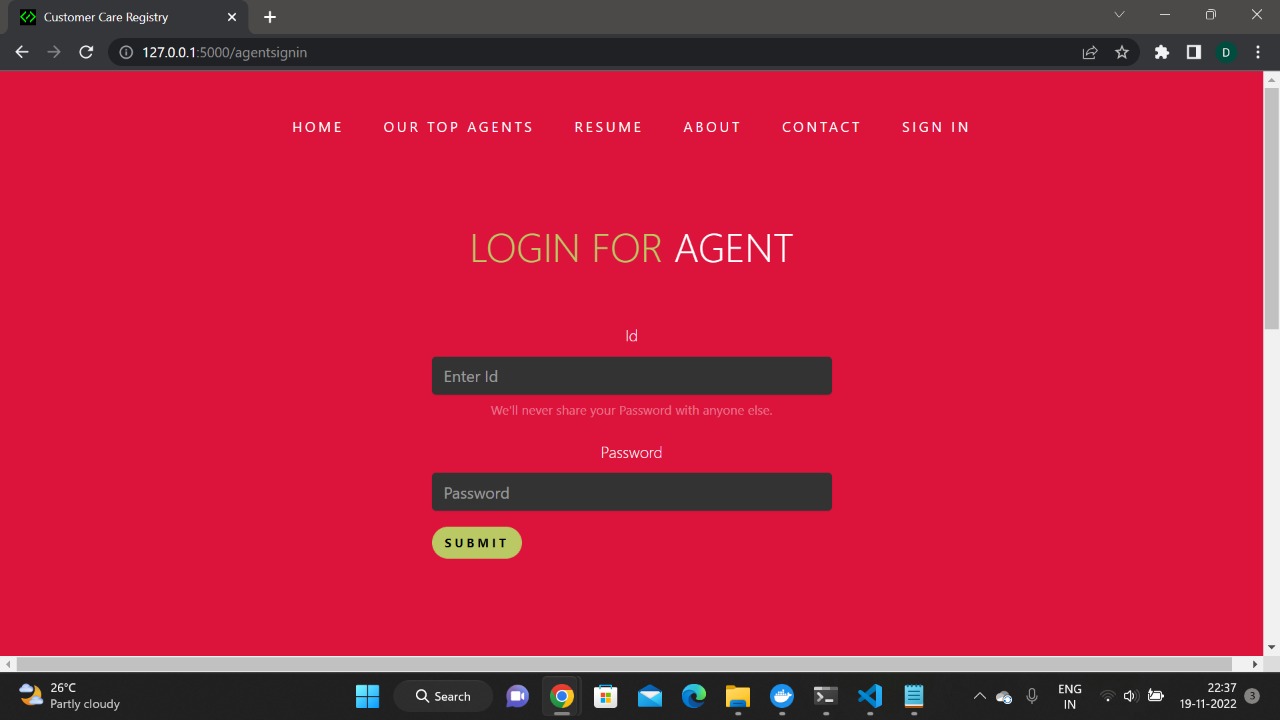 Customer Care Registry
127.0.0.1:5000/agentsignin
D
HOME OUR TOP AGENTS RESUME ABOUT CONTACT SIGN IN
LOGIN FOR AGENT
Id
Enter Id
We'll never share your Password with anyone else.
Password
Password
SUBMIT
26°C
Partly cloudy
Search
ENG
IN
22:37
19-11-2022
3